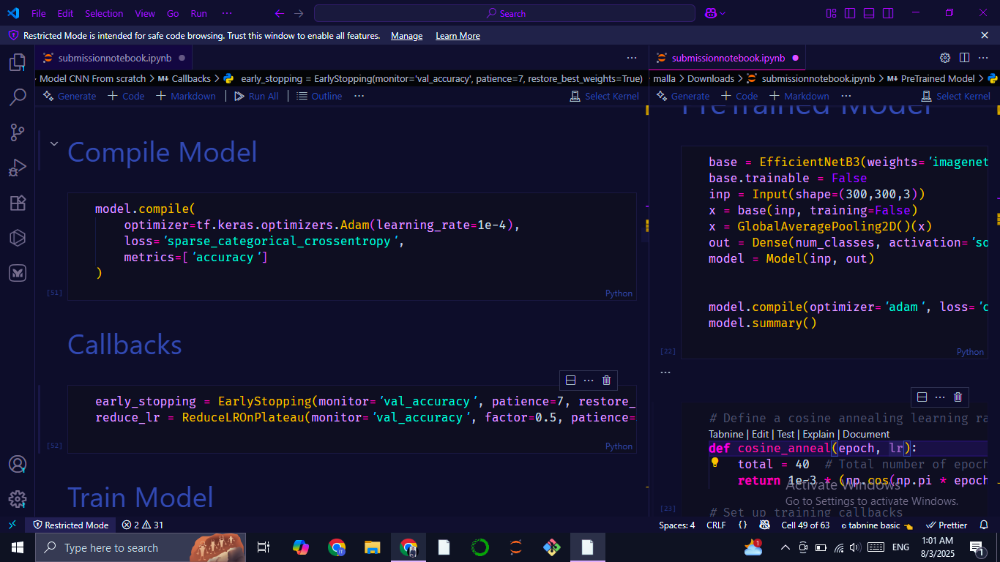 File Edit Selection View Go Run ... Search
Restricted Mode is intended for safe code browsing. Trust this window to enable all features. Manage Learn More
submissionnotebook.ipynb
Model CNN From scratch > Callbacks > early_stopping = EarlyStopping(monitor='val_accuracy', patience=7, restore_best_weights=True)
Generate + Code + Markdown | Run All | Outline ... Select Kernel
Compile Model
model.compile(
optimizer=tf.keras.optimizers.Adam(learning_rate=1e-4),
loss='sparse_categorical_crossentropy',
metrics=['accuracy']
)
[51]
Python
Callbacks
early_stopping = EarlyStopping(monitor='val_accuracy', patience=7, restore_
reduce_lr = ReduceLROnPlateau(monitor='val_accuracy', factor=0.5, patience=
[52]
Python
Train Model
submissionnotebook.ipynb
malla > Downloads > submissionnotebook.ipynb > PreTrained Model >
Generate + Code + Markdown ... Select Kernel
PreTrained Model
base = EfficientNetB3(weights='imagenet
base.trainable = False
inp = Input(shape=(300,300,3))
x = base(inp, training=False)
x = GlobalAveragePooling2D()(x)
out = Dense(num_classes, activation='so
model = Model(inp, out)
model.compile(optimizer='adam', loss='c
model.summary()
[22]
Python
...
# Define a cosine annealing learning ra
Tabnine | Edit | Test | Explain | Document
def cosine_anneal(epoch, lr):
total = 40 # Total number of epoch
return 1e-3 * (np.cos(np.pi * epoch
[23]
# Set up training callbacks
Activate Windows
Go to Settings to activate Windows.
Restricted Mode 2 31 Spaces: 4 CRLF {} Cell 49 of 63 tabnine basic Prettier
Type here to search
1
ENG
1:01 AM
8/3/2025
1